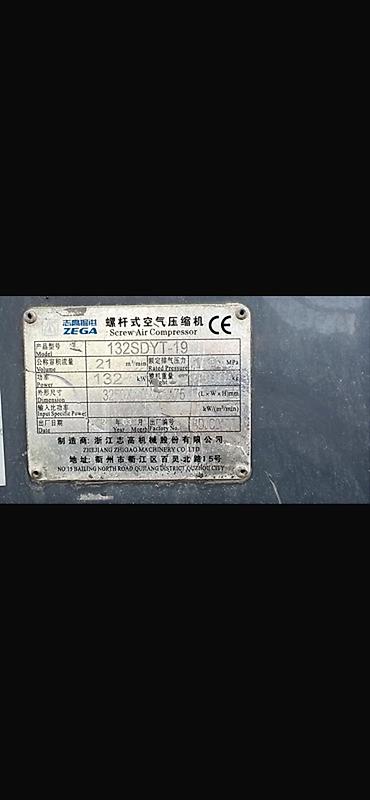 志高掘进 螺杆式空气压缩机 CE
ZEGA Screw Air Compressor
产品型号 Model 132SDYT-19
公称容积流量 Volume 21 m³/min 额定排气压力 Rated Pressure MPa
功率 Power 132 kW 整机重量 Weight kg
外形尺寸 Dimension (L×W×H)mm
输入比功率 Input Specific Power kW/(m³/min)
出厂日期 Date 年 Year 月 Month 出厂编号 Factory No.
制造商: 浙江志高机械股份有限公司
ZHEJIANG ZHIGAO MACHINERY CO. LTD
地址: 衢州市衢江区百灵北路15号
NO 15 BAILING NORTH ROAD QUJIANG DISTRICT, QUZHOU CITY